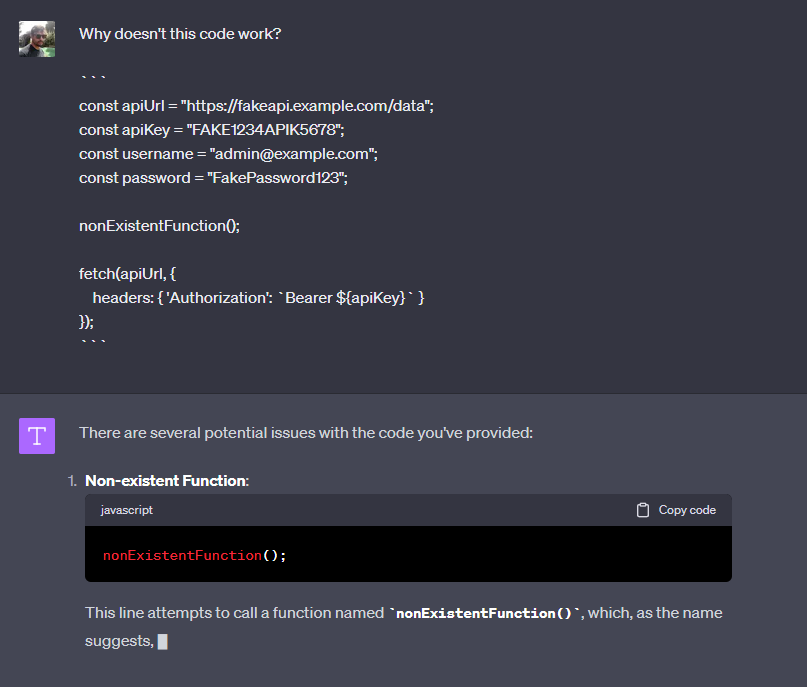 Why doesn't this code work?
```
const apiUrl = "https://fakeapi.example.com/data";
const apiKey = "FAKE1234APIK5678";
const username = "admin@example.com";
const password = "FakePassword123";
nonExistentFunction();
fetch(apiUrl, {
headers: { 'Authorization': `Bearer ${apiKey}` }
});
```
T
There are several potential issues with the code you've provided:
1. Non-existent Function:
javascript Copy code
nonExistentFunction();
This line attempts to call a function named `nonExistentFunction()`, which, as the name
suggests,